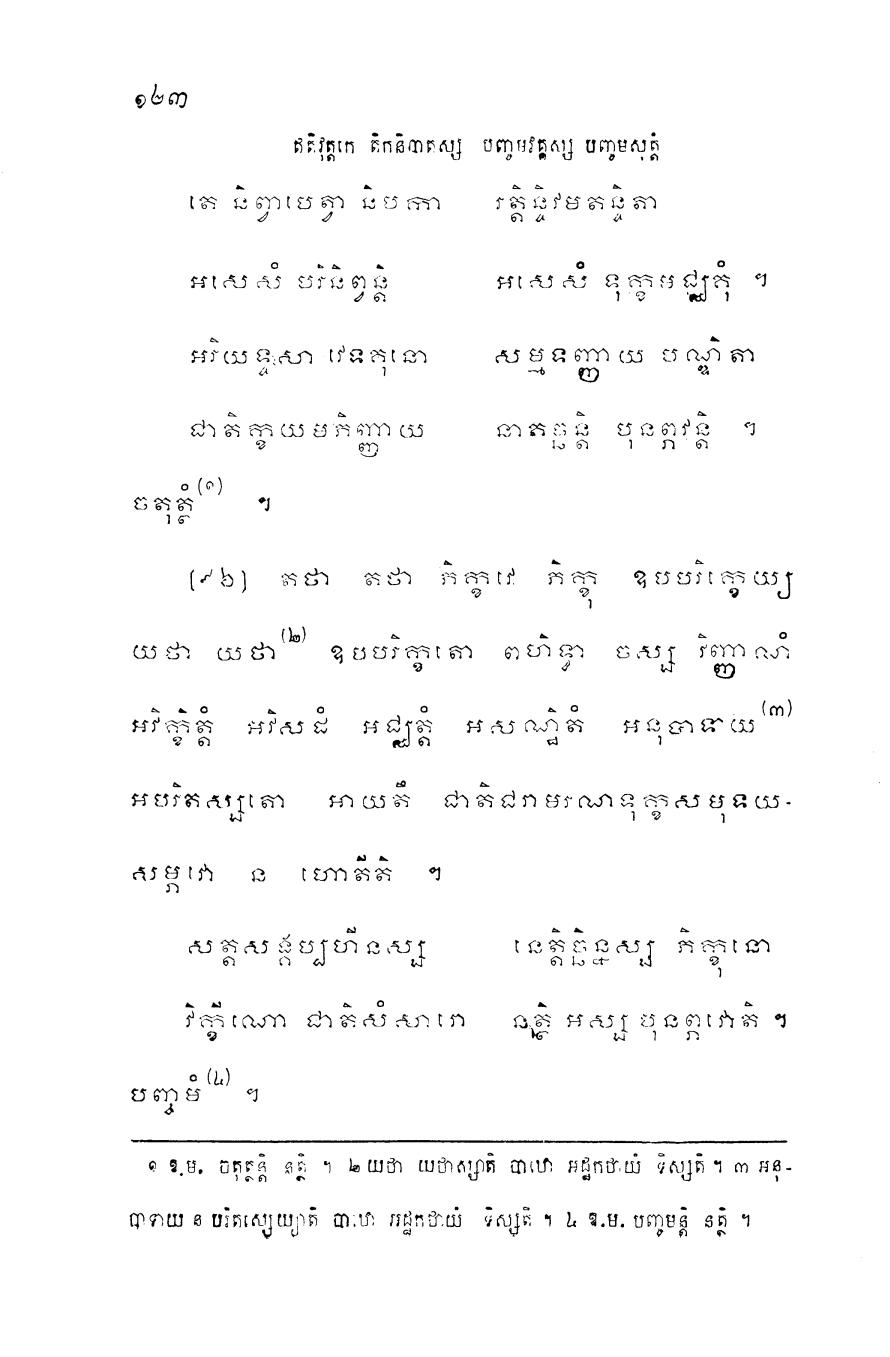 ១២៣
ឥតិវុត្តកេ តិកនិបាតស្ស បញ្ចមវគ្គស្ស បញ្ចមសុត្តំ
តេ និព្វាបេត្វា និបកា រត្តិន្ទិវមតន្ទិតា
អសេសំ បរិនិព្វន្តិ អសេសំ ទុក្ខមជ្ឈគុំ ។
អរិយទ្ទសា វេទគុនោ សម្មទញ្ញាយ បណ្ឌិតា
ជាតិក្ខយមភិញ្ញាយ នាគច្ឆន្តិ បុនព្ភវន្តិ ។
ចតុត្ថំ(១) ។
[៩៦] តថា តថា ភិក្ខវេ ភិក្ខុ ឧបបរិក្ខេយ្យ
យថា យថា(២) ឧបបរិក្ខតោ ពហិទ្ធា ចស្ស វិញ្ញាណំ
អវិក្ខិត្តំ អវិសដំ អជ្ឈត្តំ អសណ្ឋិតំ អនុបាទាយ(៣)
អបរិតស្សតោ អាយតឹ ជាតិជរាមរណទុក្ខសមុទយ-
សម្ភវោ ន ហោតីតិ ។
សត្តសង្គប្បហីនស្ស នេត្តិច្ឆិន្នស្ស ភិក្ខុនោ
វិក្ខីណោ ជាតិសំសារោ នត្ថិ អស្ស បុនព្ភវោតិ ។
បញ្ចមំ(៤) ។
១ ឱ.ម. ចតុត្ថន្តិ នត្ថិ ។ ២ យថា យថាស្សាតិ បាឋោ អដ្ឋកថាយំ ទិស្សតិ ។ ៣ អនុ-
បាទាយ ន បរិតស្សេយ្យាតិ បាឋោ អដ្ឋកថាយំ ទិស្សតិ ។ ៤ ឱ.ម. បញ្ចមន្តិ នត្ថិ ។